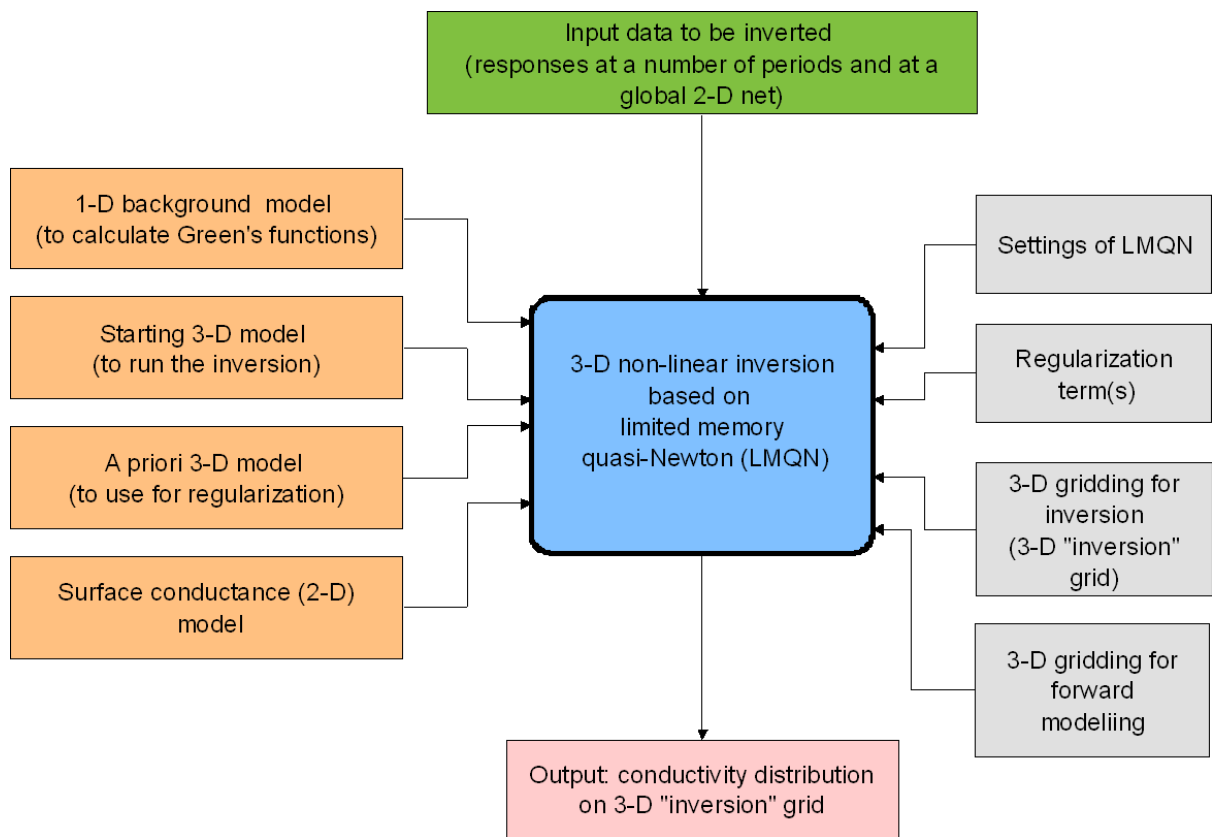 Input data to be inverted
(responses at a number of periods and at a
global 2-D net)
1-D background model
(to calculate Green's functions)
Starting 3-D model
(to run the inversion)
A priori 3-D model
(to use for regularization)
Surface conductance (2-D)
model
3-D non-linear inversion
based on
limited memory
quasi-Newton (LMQN)
Settings of LMQN
Regularization
term(s)
3-D gridding for
inversion
(3-D "inversion"
grid)
3-D gridding for
forward
modeliing
Output: conductivity distribution
on 3-D "inversion" grid